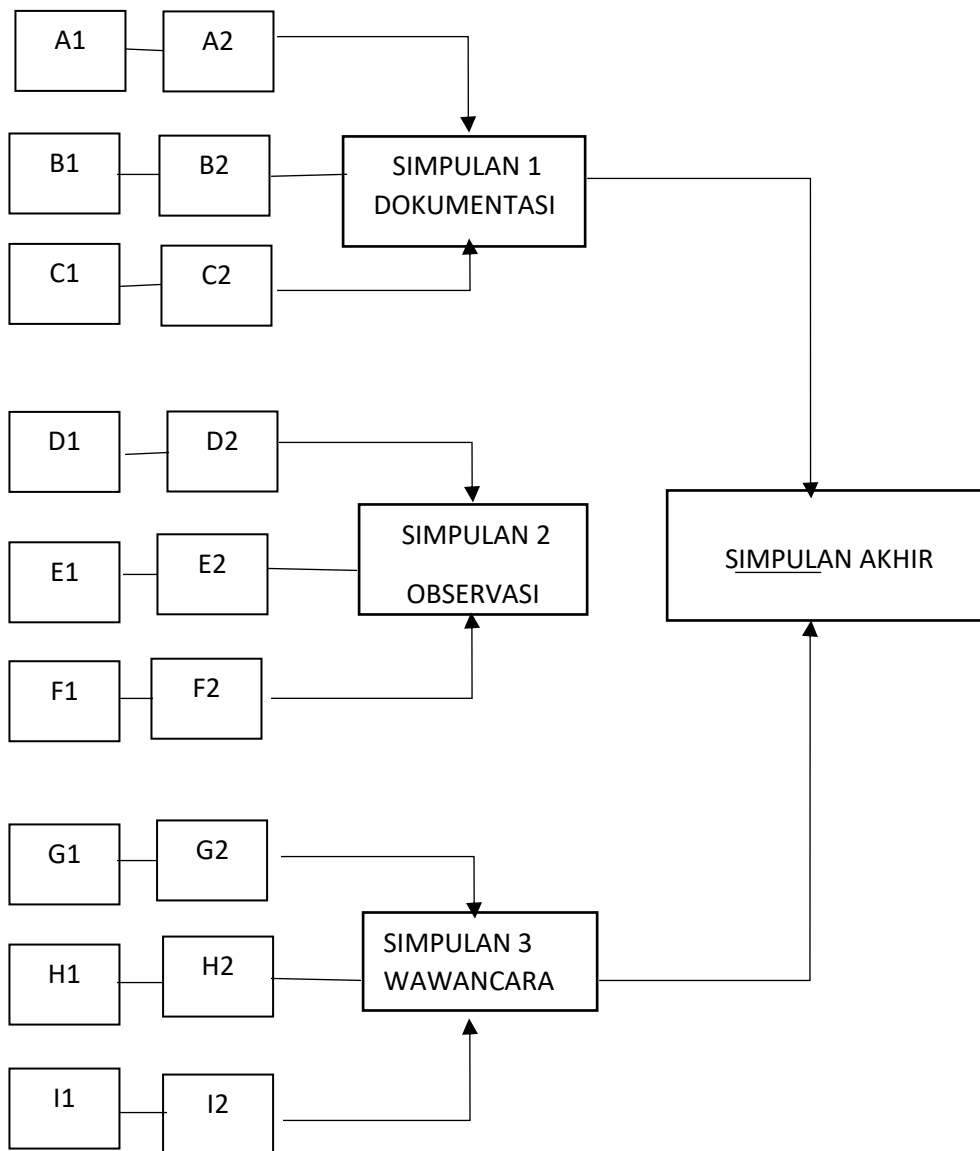 A1
A2
B1
B2
SIMPULAN 1
DOKUMENTASI
C1
C2
D1
D2
E1
E2
SIMPULAN 2
OBSERVASI
SIMPULAN AKHIR
F1
F2
G1
G2
H1
H2
SIMPULAN 3
WAWANCARA
I1
I2